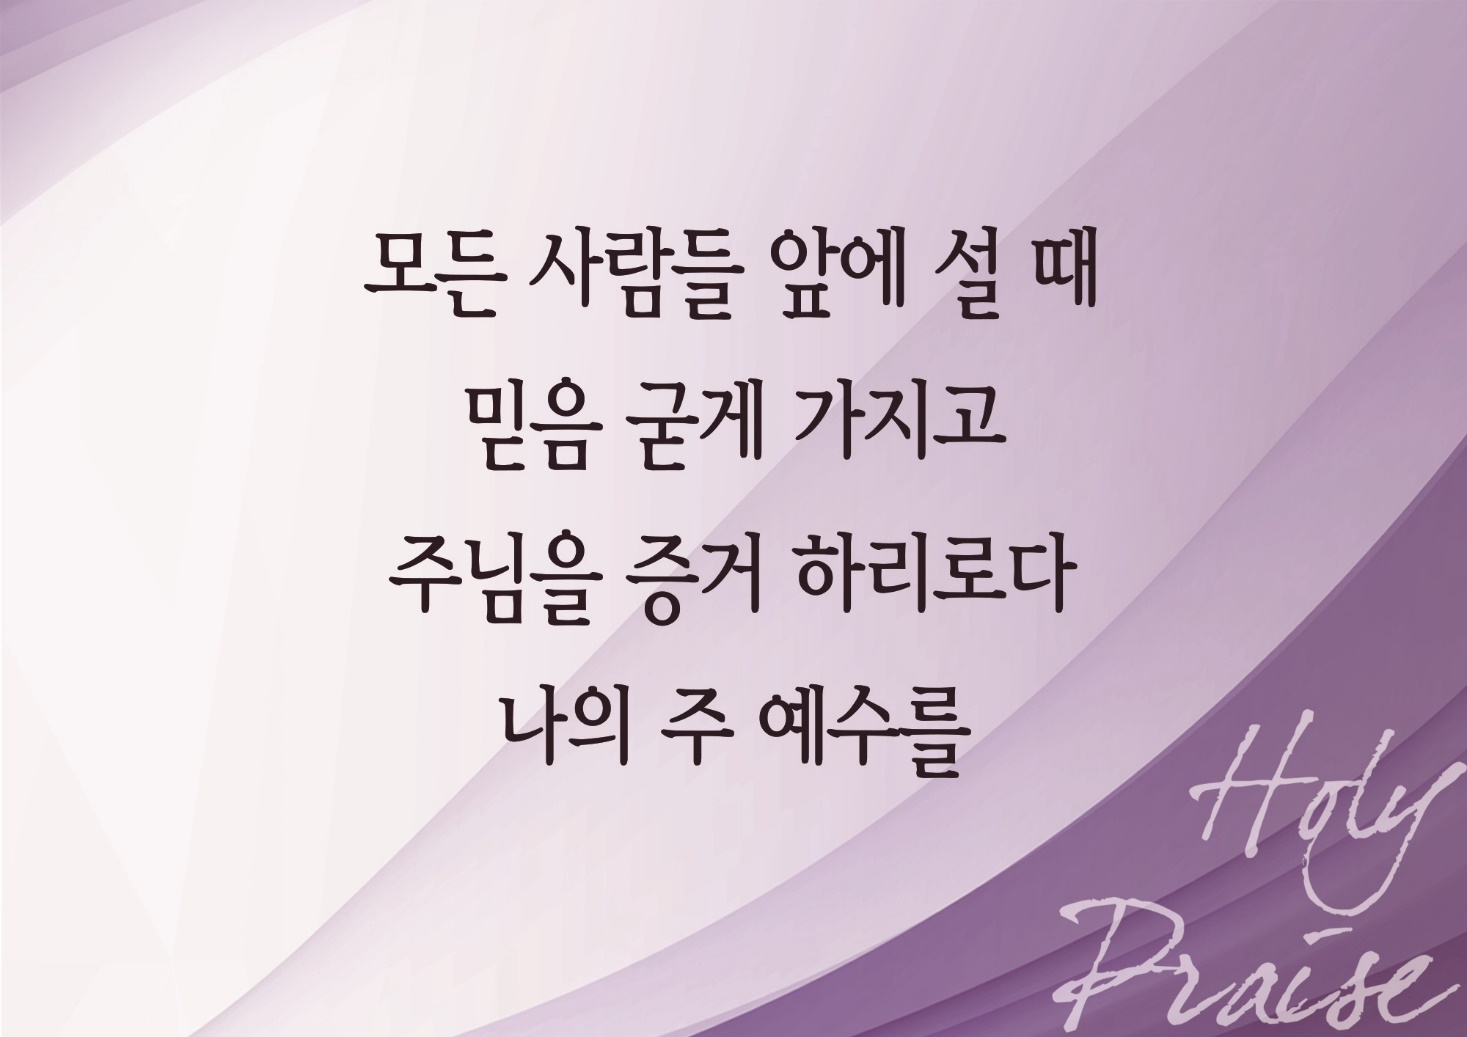 모든 사람들 앞에 설 때
믿음 굳게 가지고
주님을 증거 하리로다
나의 주 예수를
Holy
Praise